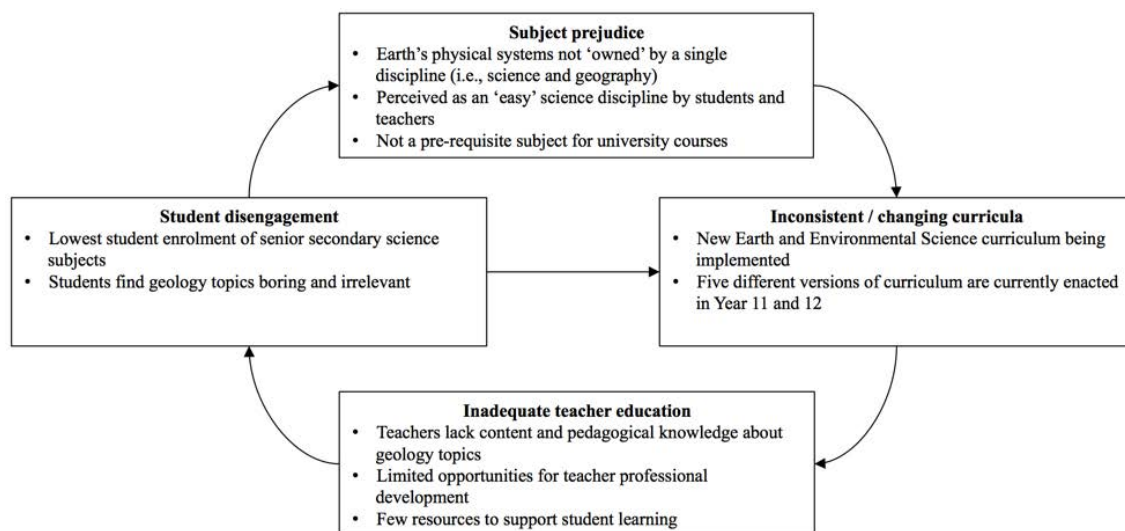 Subject prejudice
• Earth's physical systems not 'owned' by a single
discipline (i.e., science and geography)
• Perceived as an 'easy' science discipline by students and
teachers
• Not a pre-requisite subject for university courses
Student disengagement
• Lowest student enrolment of senior secondary science
subjects
• Students find geology topics boring and irrelevant
Inconsistent / changing curricula
• New Earth and Environmental Science curriculum being
implemented
• Five different versions of curriculum are currently enacted
in Year 11 and 12
Inadequate teacher education
• Teachers lack content and pedagogical knowledge about
geology topics
• Limited opportunities for teacher professional
development
• Few resources to support student learning